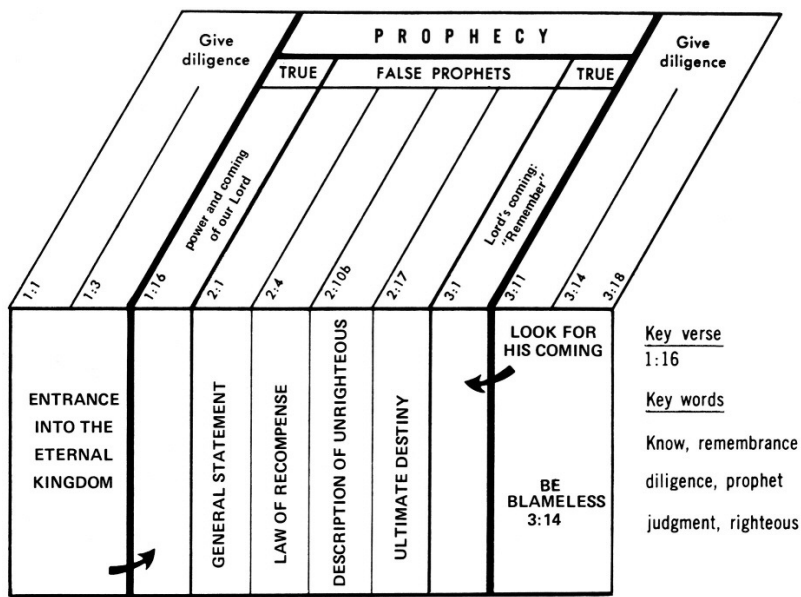 PROPHECY
Give
diligence
TRUE
FALSE PROPHETS
TRUE
Give
diligence
power and coming
of our Lord
Lord's coming:
"Remember"
1:1
1:3
1:16
2:1
2:4
2:10b
2:17
3:1
3:11
3:14
3:18
ENTRANCE
INTO THE
ETERNAL
KINGDOM
GENERAL STATEMENT
LAW OF RECOMPENSE
DESCRIPTION OF UNRIGHTEOUS
ULTIMATE DESTINY
LOOK FOR
HIS COMING
BE
BLAMELESS
3:14
Key verse
1:16
Key words
Know, remembrance
diligence, prophet
judgment, righteous